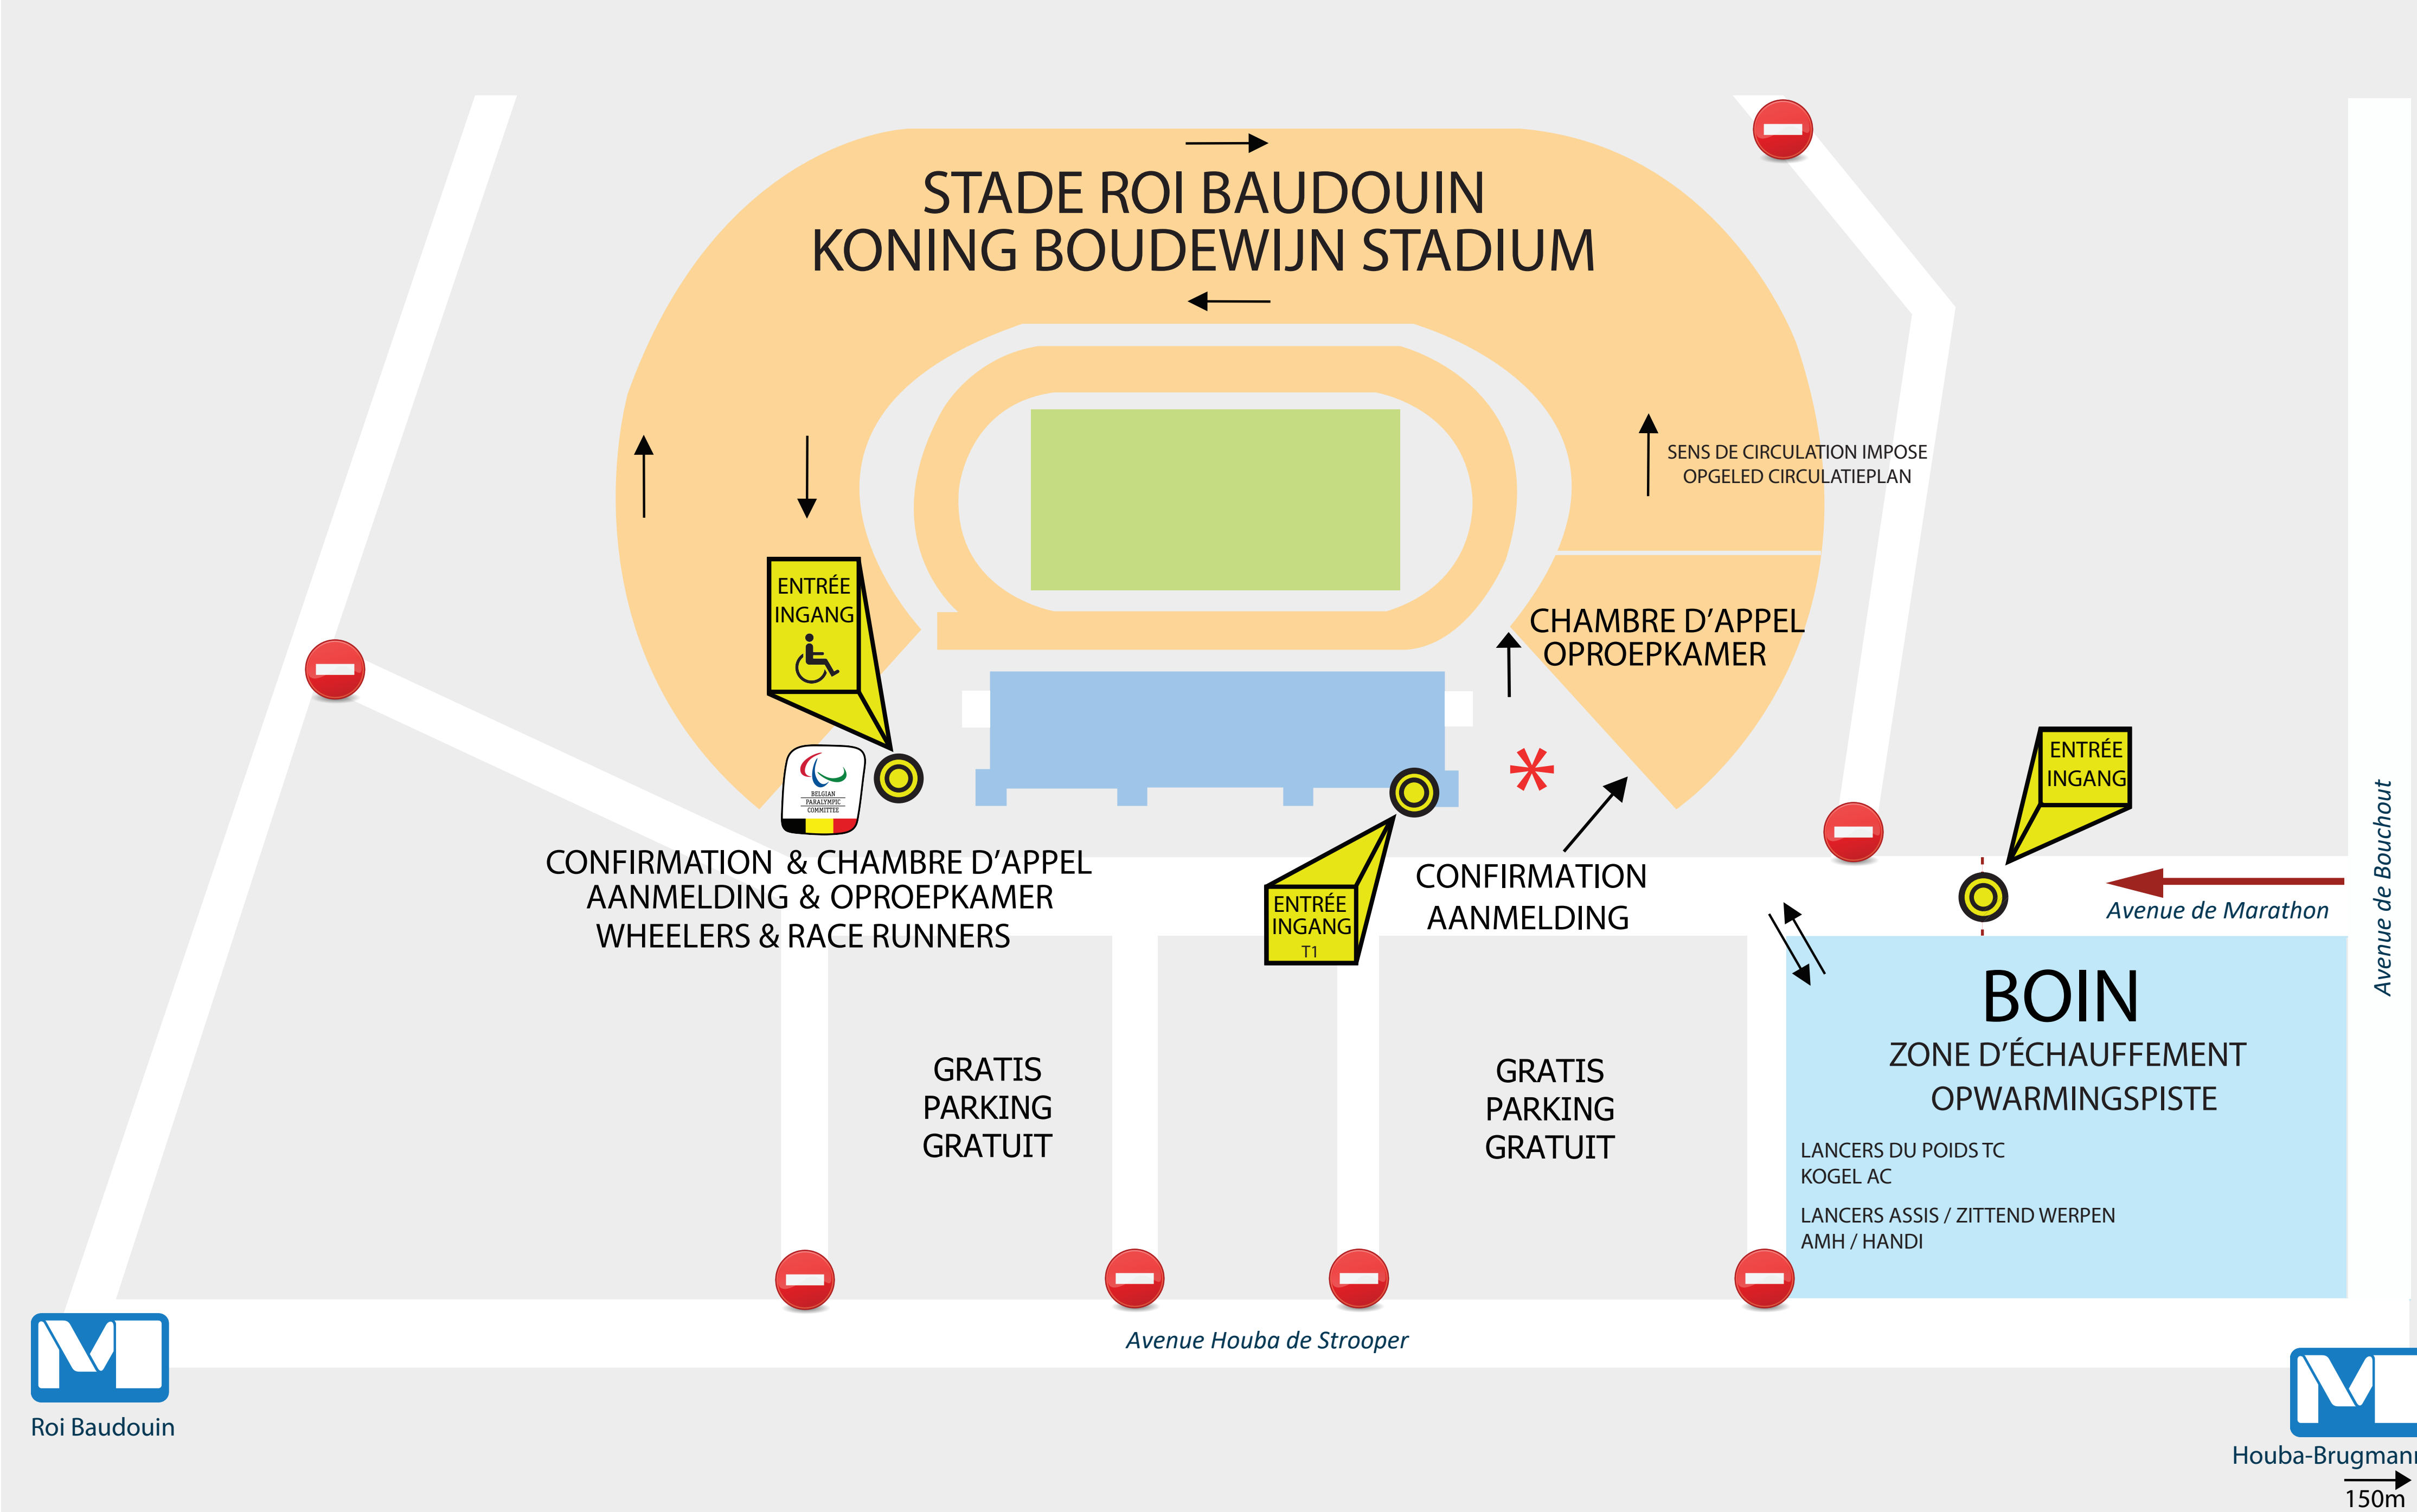 STADE ROI BAUDOUIN
KONING BOUDEWIJN STADIUM
SENS DE CIRCULATION IMPOSE
OPGELED CIRCULATIEPLAN
ENTRÉE
INGANG
CHAMBRE D'APPEL
OPROEPKAMER
BELGIAN
PARALYMPIC
COMMITTEE
*
ENTRÉE
INGANG
Avenue de Bouchout
CONFIRMATION & CHAMBRE D'APPEL
AANMELDING & OPROEPKAMER
WHEELERS & RACE RUNNERS
ENTRÉE
INGANG
T1
CONFIRMATION
AANMELDING
Avenue de Marathon
BOIN
ZONE D'ÉCHAUFFEMENT
OPWARMINGSPISTE
LANCERS DU POIDS TC
KOGEL AC
LANCERS ASSIS / ZITTEND WERPEN
AMH / HANDI
GRATIS
PARKING
GRATUIT
GRATIS
PARKING
GRATUIT
Avenue Houba de Strooper
M
Roi Baudouin
M
Houba-Brugmann
150m